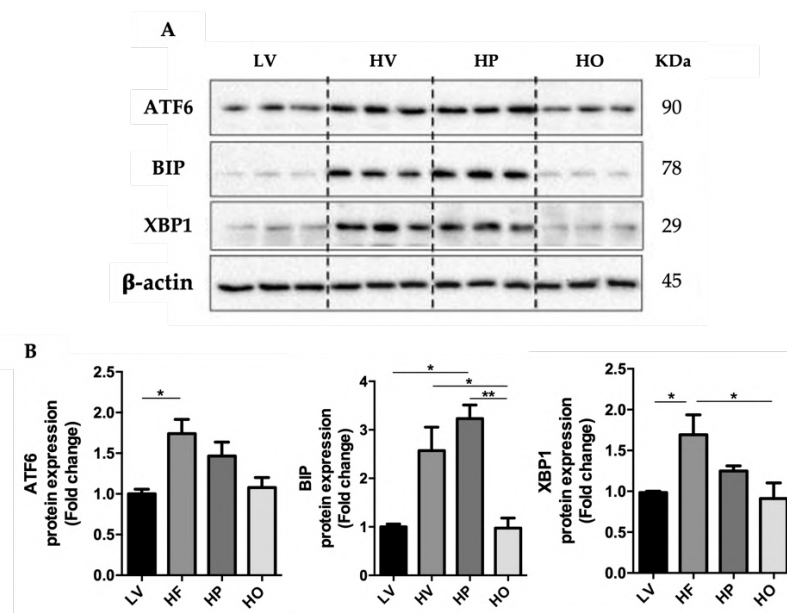 A
LV HV HP HO KDa
ATF6 90
BIP 78
XBP1 29
β-actin 45
B
ATF6
protein expression
(Fold change)
2.5
2.0
1.5
1.0
0.5
0.0
*
LV HF HP HO
BIP
protein expression
(Fold change)
4
3
2
1
0
*
*
**
LV HV HP HO
XBP1
protein expression
(Fold change)
2.5
2.0
1.5
1.0
0.5
0.0
* *
LV HF HP HO